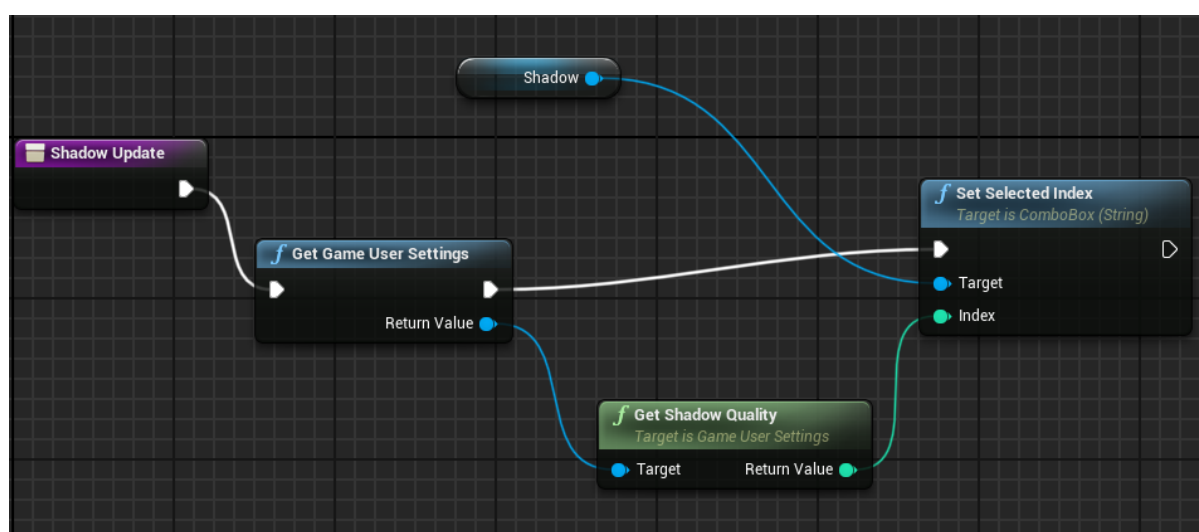 Shadow
Shadow Update
f Set Selected Index
Target is ComboBox (String)
f Get Game User Settings
Target
Index
Return Value
f Get Shadow Quality
Target is Game User Settings
Target Return Value